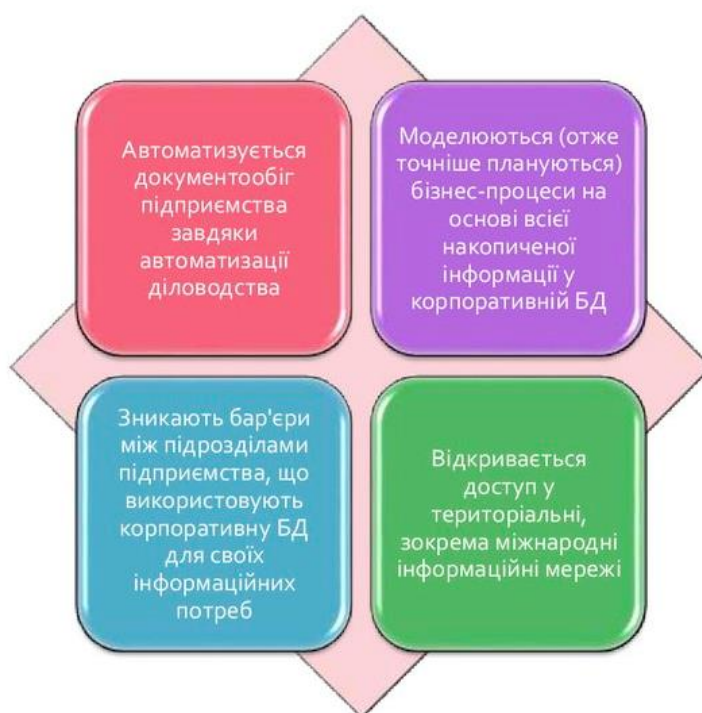 Автоматизується
документообіг
підприємства
завдяки
автоматизації
діловодства
Моделюються (отже
точніше плануються)
бізнес-процеси на
основі всієї
накопиченої
інформації у
корпоративній БД
Зникають бар'єри
між підрозділами
підприємства, що
використовують
корпоративну БД
для своїх
інформаційних
потреб
Відкривається
доступ у
територіальні,
зокрема міжнародні
інформаційні мережі